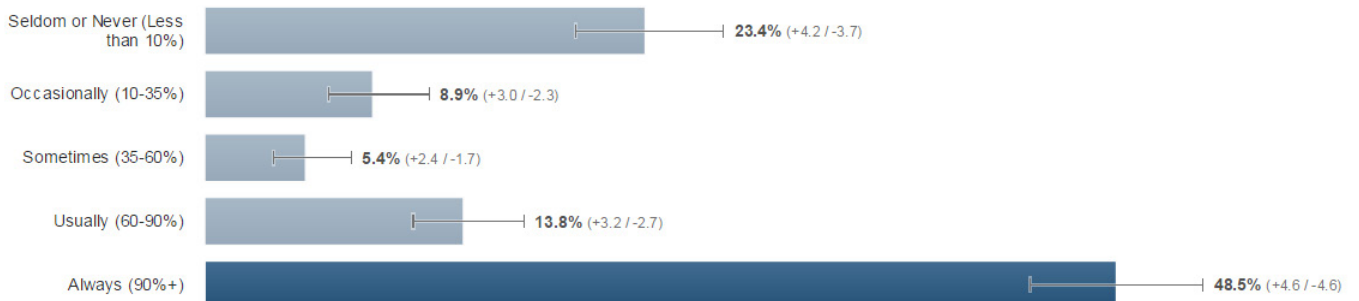 Seldom or Never (Less
than 10%)
23.4% (+4.2 / -3.7)
Occasionally (10-35%)
8.9% (+3.0 / -2.3)
Sometimes (35-60%)
5.4% (+2.4 / -1.7)
Usually (60-90%)
13.8% (+3.2 / -2.7)
Always (90%+)
48.5% (+4.6 / -4.6)